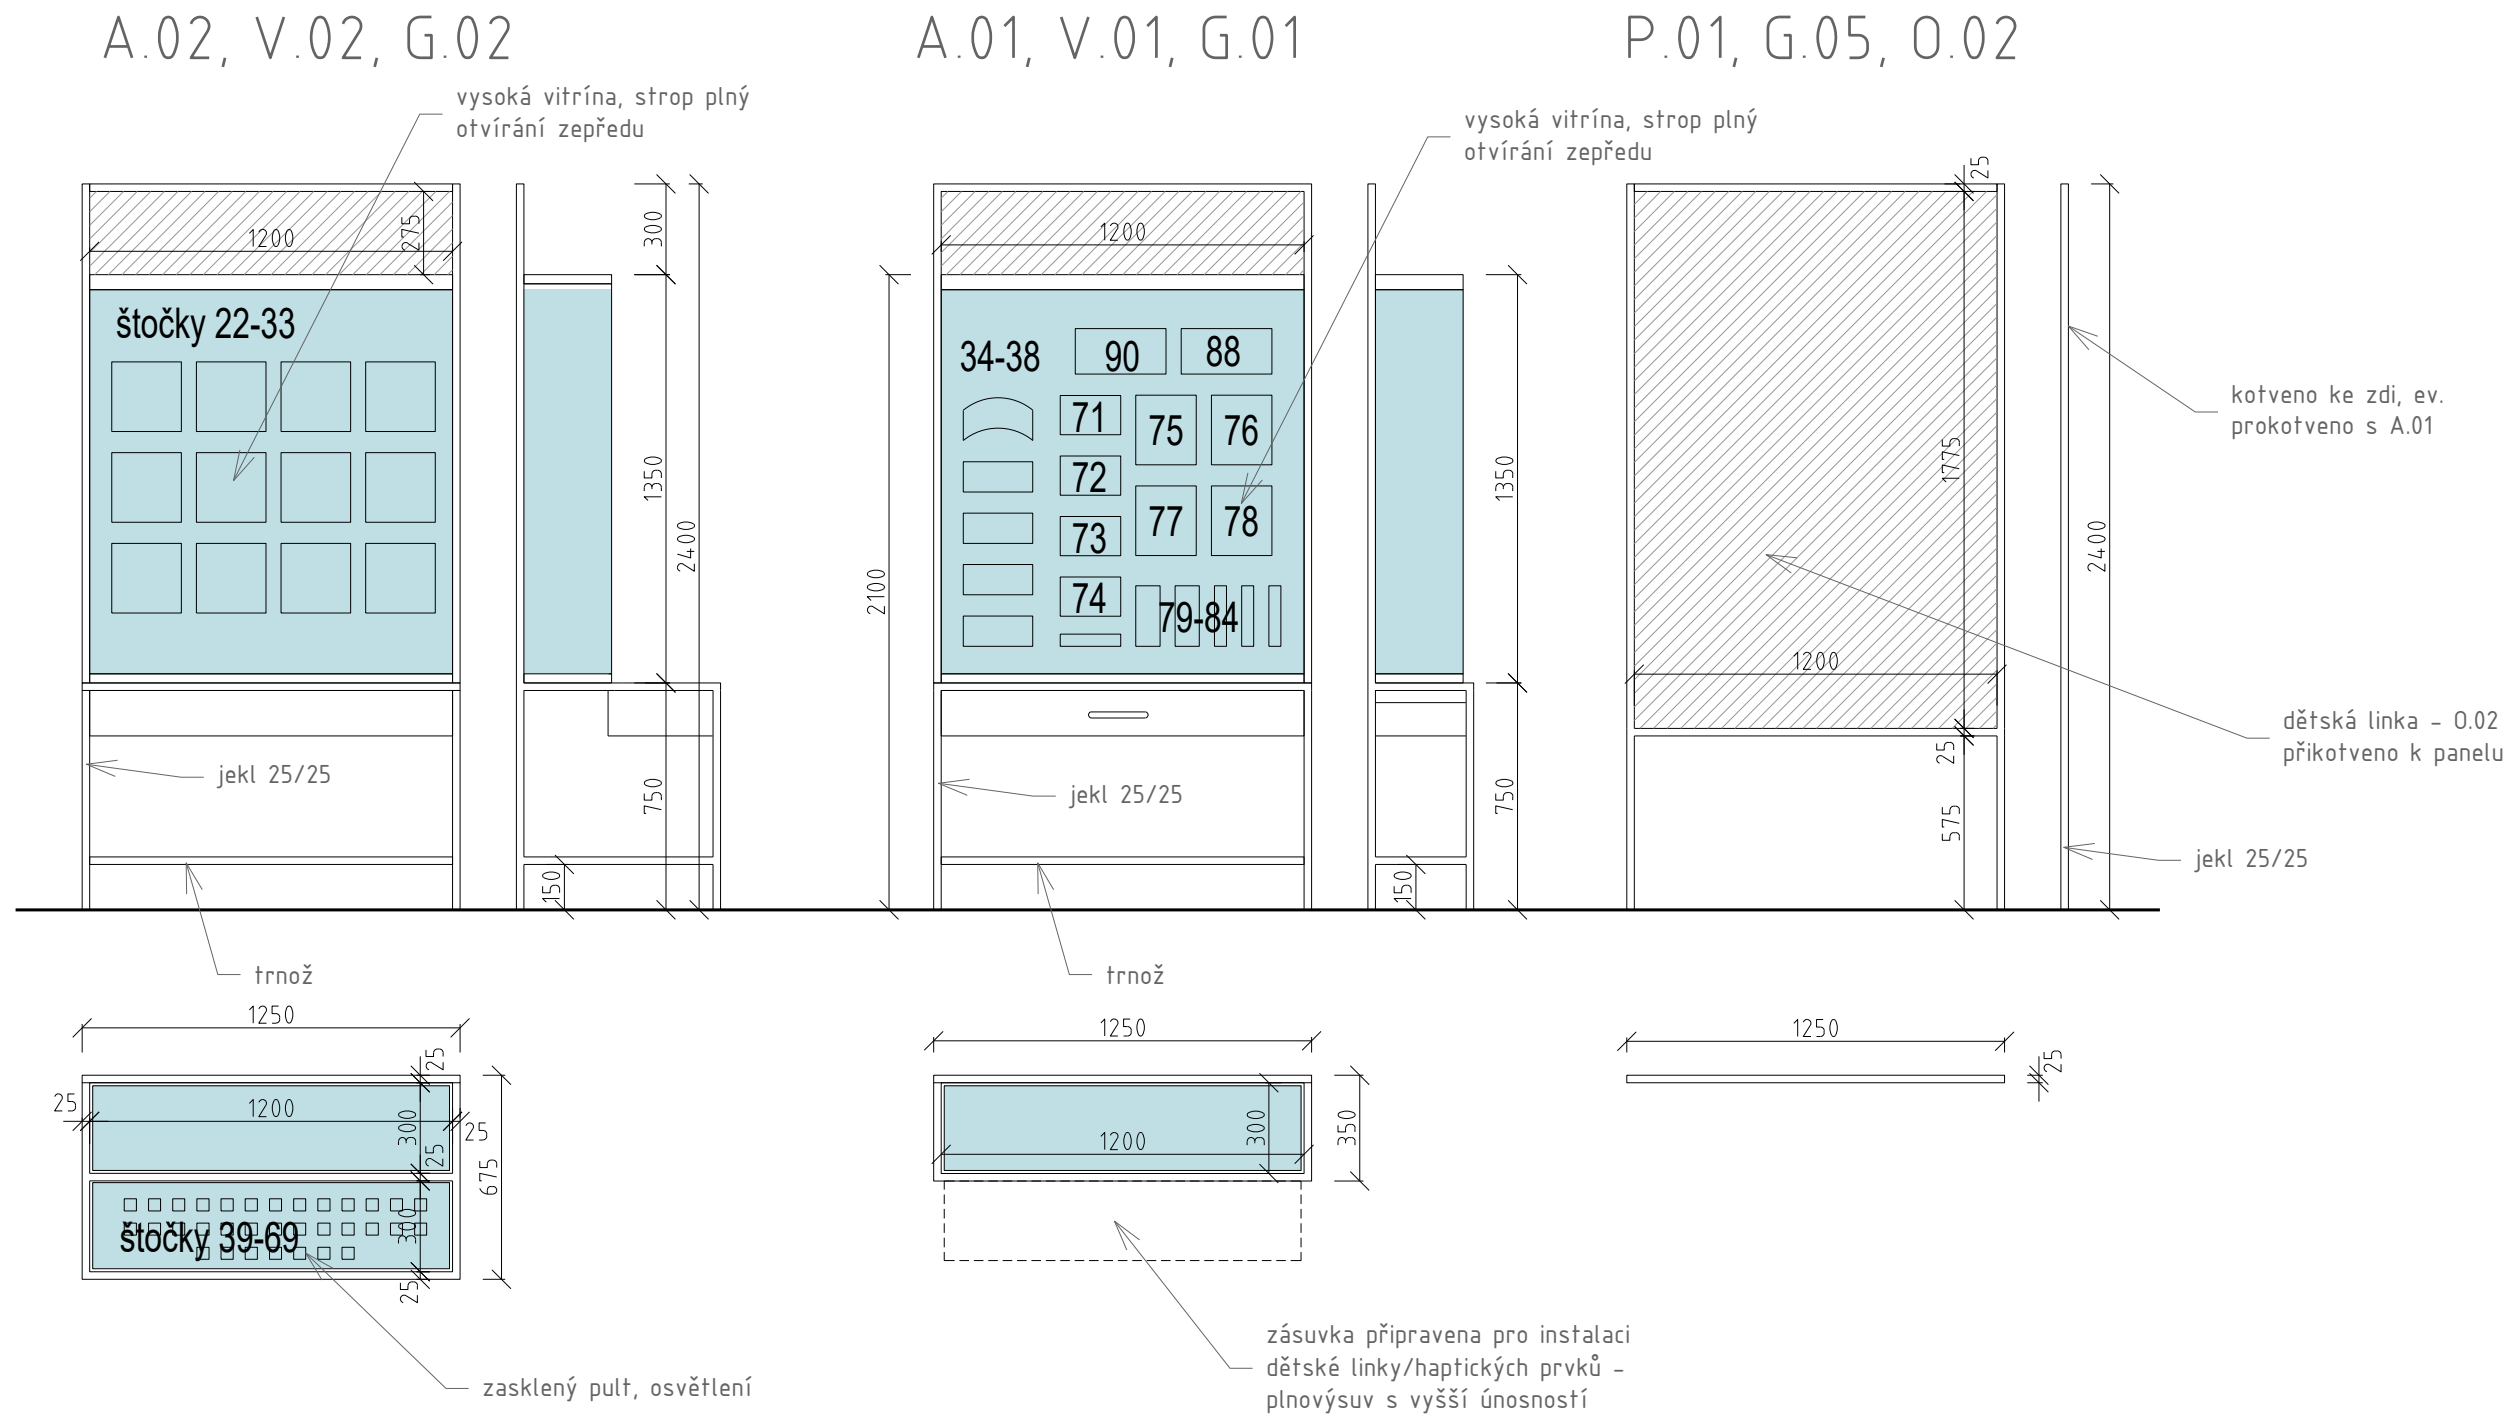 A.02, V.02, G.02
vysoká vitrína, strop plný
otvírání zepředu
1200
275
300
štočky 22-33
1350
2400
750
150
jekl 25/25
trnož
1250
25
25
1200
300
25
25
675
štočky 39-69
300
25
zasklený pult, osvětlení
A.01, V.01, G.01
vysoká vitrína, strop plný
otvírání zepředu
1200
34-38
90
88
71
75
76
72
77
78
73
74
79-84
2100
1350
750
150
jekl 25/25
trnož
1250
300
350
1200
zásuvka připravena pro instalaci
dětské linky/haptických prvků -
plnovýsuv s vyšší únosností
P.01, G.05, O.02
25
1775
1200
25
575
2400
kotveno ke zdi, ev.
prokotveno s A.01
dětská linka - O.02
přikotveno k panelu
jekl 25/25
1250
25